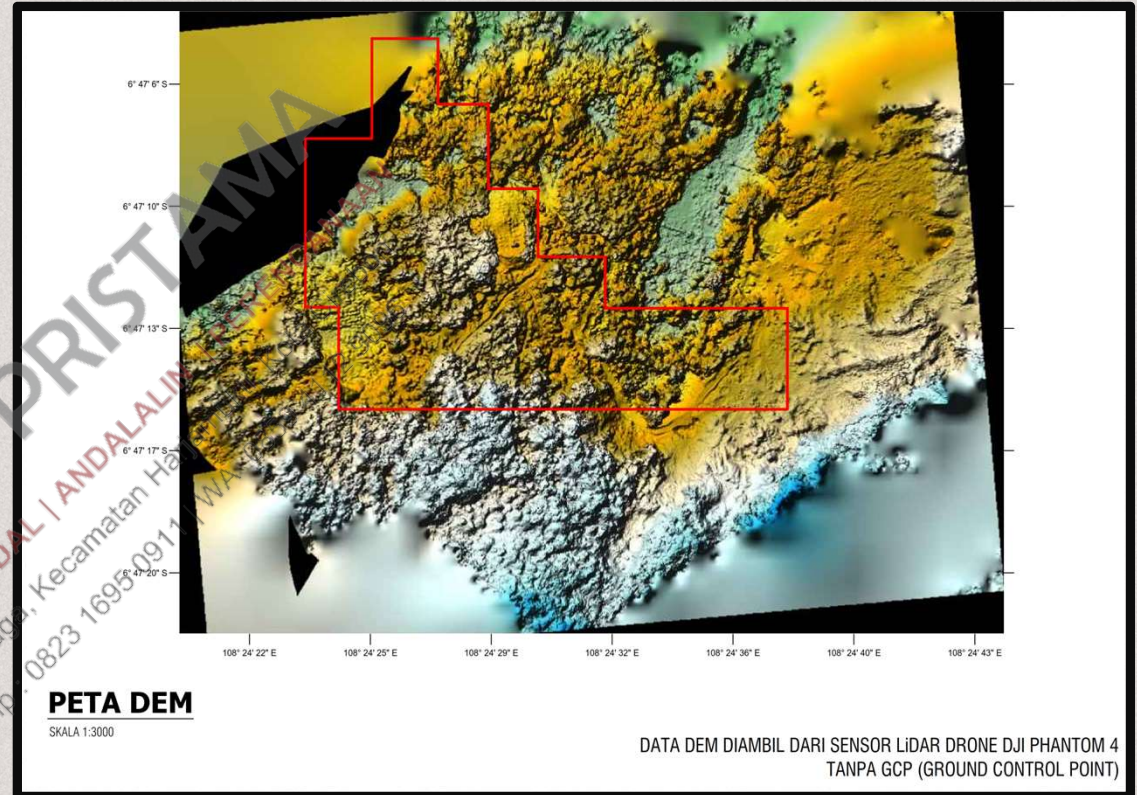 6° 47' 6" S
6° 47' 10" S
6° 47' 13" S
6° 47' 17" S
6° 47' 20" S
108° 24' 22" E
108° 24' 25" E
108° 24' 29" E
108° 24' 32" E
108° 24' 36" E
108° 24' 40" E
108° 24' 43" E
PETA DEM
SKALA 1:3000
DATA DEM DIAMBIL DARI SENSOR LiDAR DRONE DJI PHANTOM 4
TANPA GCP (GROUND CONTROL POINT)
PRISTAMA
DAL | ANDALALIN
Kecamatan
0823 1695 0911 | WA